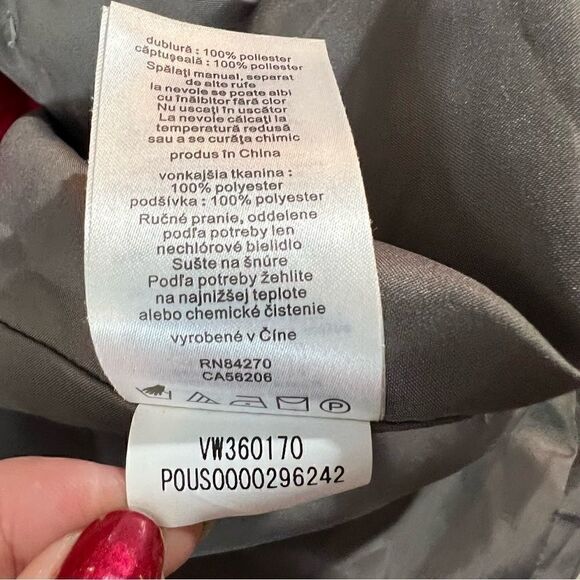 dublură : 100% poliester
căptușeală : 100% poliester
Spălați manual, separat
de alte rufe
la nevoie se poate albi
cu înălbitor fără clor
Nu uscați în uscător
La nevoie călcați la
temperatură redusă
sau a se curăța chimic
produs în China
vonkajšia tkanina :
100% polyester
podšívka : 100% polyester
Ručné pranie, oddelene
podľa potreby len
nechlórové bielidlo
Sušte na šnúre
Podľa potreby žehlite
na najnižšej teplote
alebo chemické čistenie
vyrobené v Číne
RN84270
CA56206
P
VW360170
POUS0000296242